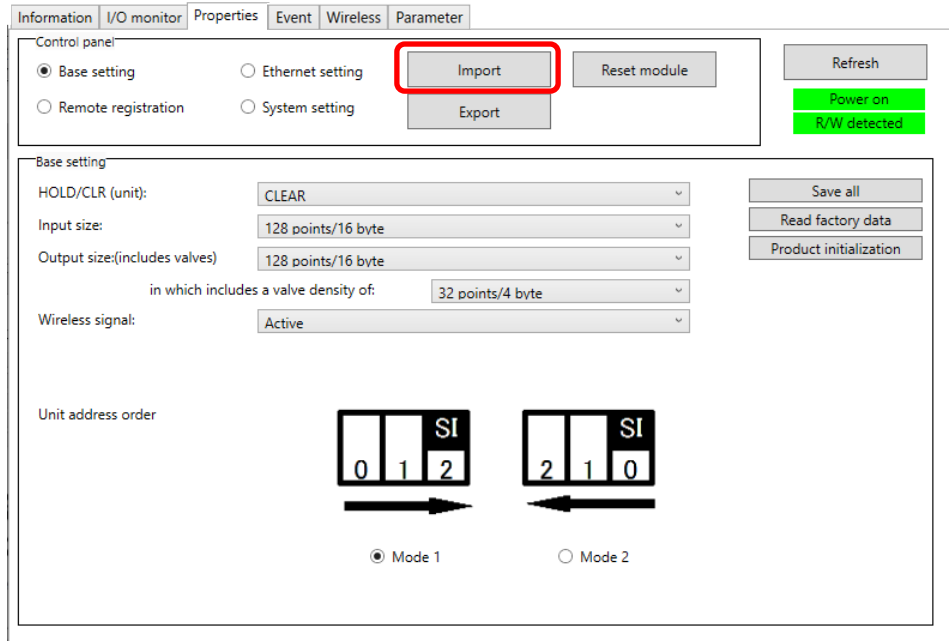 Information I/O monitor Properties Event Wireless Parameter
Control panel
Base setting Ethernet setting Import Reset module Refresh
Remote registration System setting Export Power on
R/W detected
Base setting
HOLD/CLR (unit): CLEAR Save all
Input size: 128 points/16 byte Read factory data
Output size:(includes valves) 128 points/16 byte Product initialization
in which includes a valve density of: 32 points/4 byte
Wireless signal: Active
Unit address order
SI SI
0 1 2 2 1 0
Mode 1 Mode 2